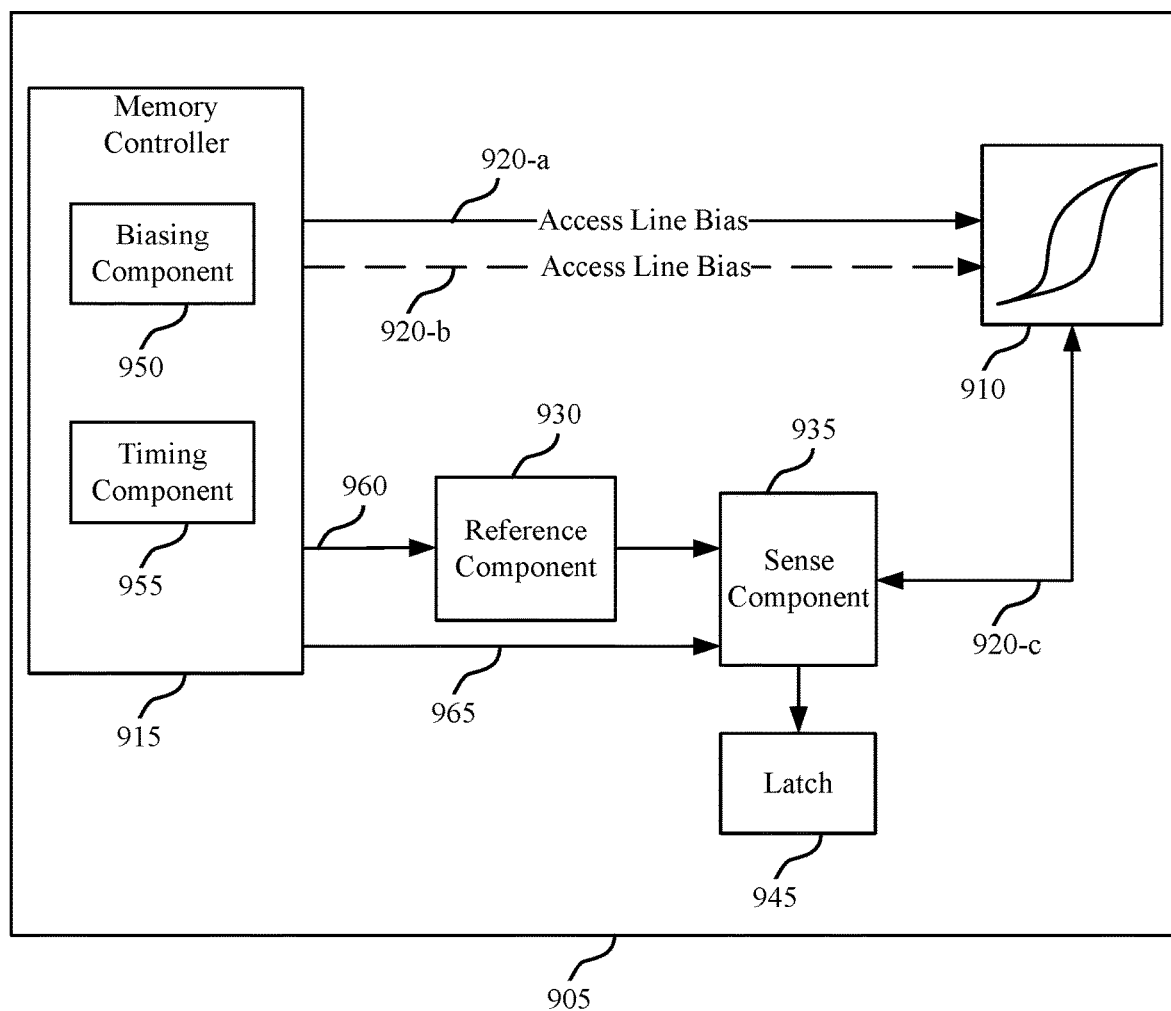 Memory
Controller
920-a
Access Line Bias
Biasing
Component
Access Line Bias
920-b
950
910
930
935
Timing
Component
960
Reference
Component
Sense
Component
955
920-c
965
915
Latch
945
905